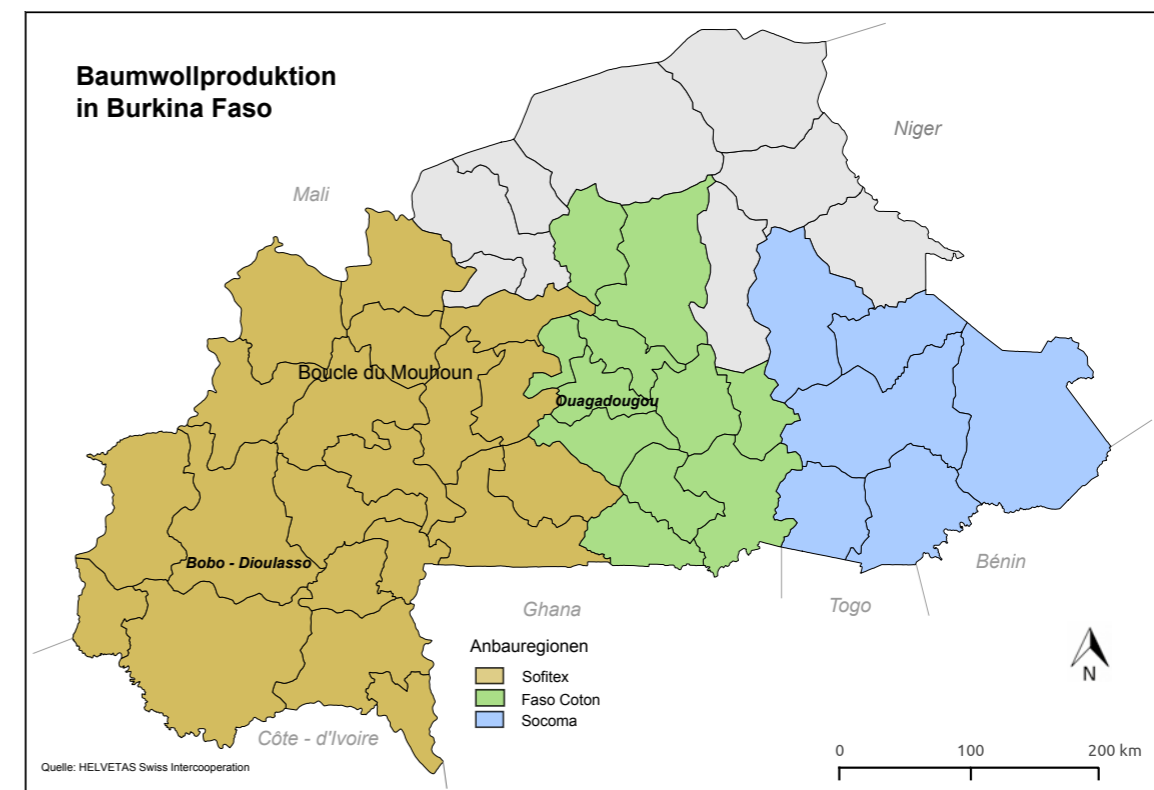 Baumwollproduktion
in Burkina Faso
Niger
Mali
Boucle du Mouhoun
Ouagadougou
Bobo - Dioulasso
Bénin
Ghana
Togo
Anbauregionen
Sofitex
Faso Coton
Socoma
N
Côte - d'Ivoire
0 100 200 km
Quelle: HELVETAS Swiss Intercooperation